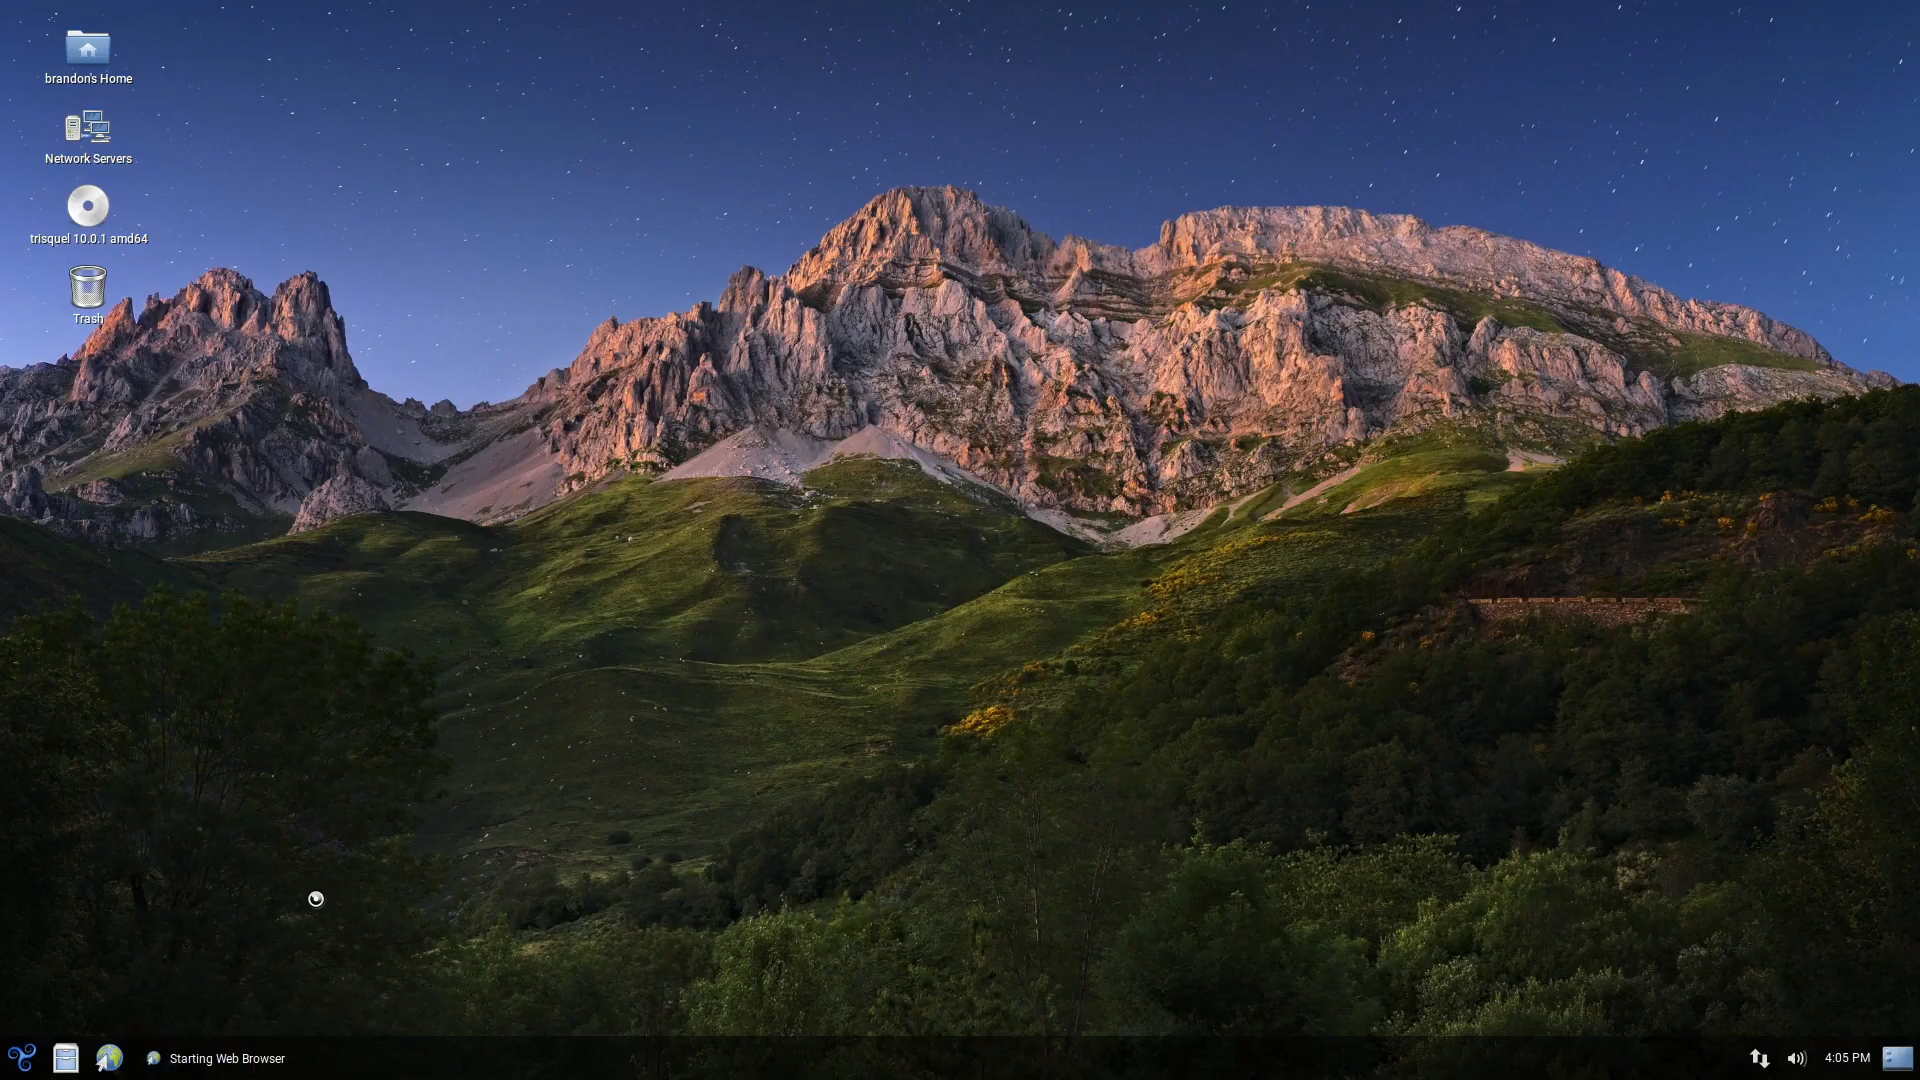 brandon's Home
Network Servers
trisquel 10.0.1 amd64
Trash
Starting Web Browser
4:05 PM